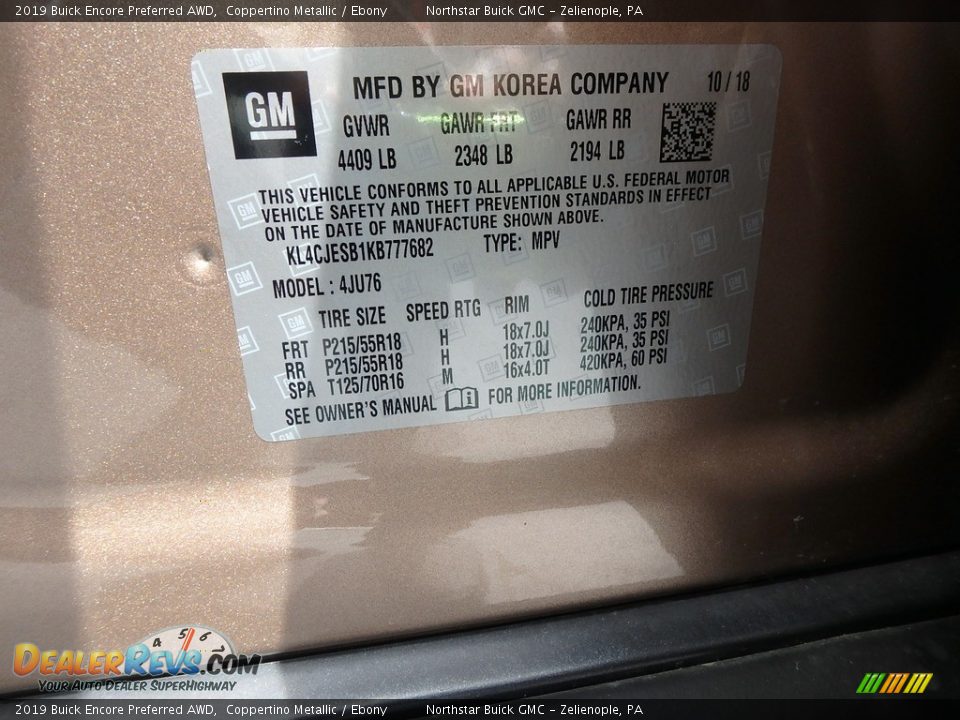 2019 Buick Encore Preferred AWD, Coppertino Metallic / Ebony Northstar Buick GMC - Zelienople, PA
GM
MFD BY GM KOREA COMPANY 10 / 18
GVWR GAWR FRT GAWR RR
4409 LB 2348 LB 2194 LB
THIS VEHICLE CONFORMS TO ALL APPLICABLE U.S. FEDERAL MOTOR
VEHICLE SAFETY AND THEFT PREVENTION STANDARDS IN EFFECT
ON THE DATE OF MANUFACTURE SHOWN ABOVE.
KL4CJESB1KB777682 TYPE: MPV
MODEL : 4JU76
TIRE SIZE SPEED RTG RIM COLD TIRE PRESSURE
FRT P215/55R18 H 18x7.0J 240KPA, 35 PSI
RR P215/55R18 H 18x7.0J 240KPA, 35 PSI
SPA T125/70R16 M 16x4.0T 420KPA, 60 PSI
SEE OWNER'S MANUAL i FOR MORE INFORMATION.
4 5 6
DEALERREVS.COM
YOUR AUTO DEALER SUPERHIGHWAY
2019 Buick Encore Preferred AWD, Coppertino Metallic / Ebony Northstar Buick GMC - Zelienople, PA